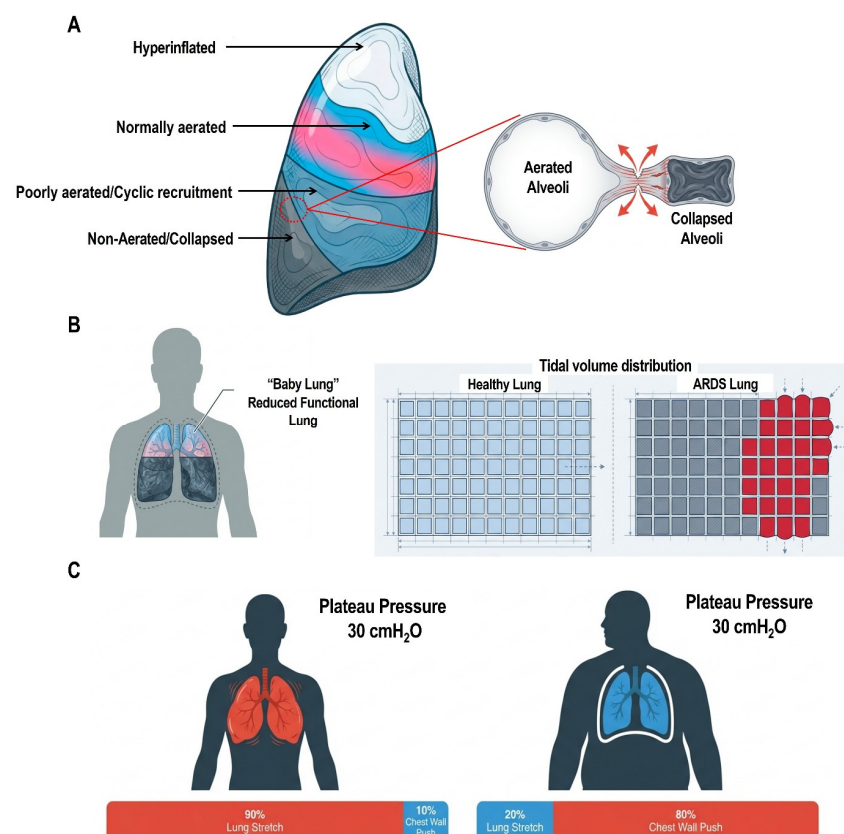 A
Hyperinflated
Normally aerated
Poorly aerated/Cyclic recruitment
Non-Aerated/Collapsed
Aerated
Alveoli
Collapsed
Alveoli
B
“Baby Lung”
Reduced Functional
Lung
Tidal volume distribution
Healthy Lung
ARDS Lung
C
Plateau Pressure
30 cmH₂O
Plateau Pressure
30 cmH₂O
90%
Lung Stretch
10%
Chest Wall
Push
20%
Lung Stretch
80%
Chest Wall Push